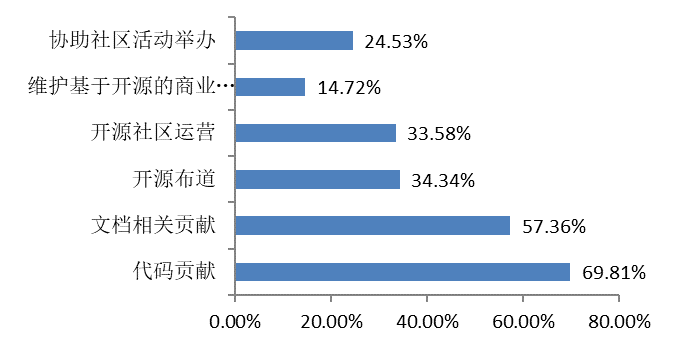 协助社区活动举办 24.53%
维护基于开源的商业… 14.72%
开源社区运营 33.58%
开源布道 34.34%
文档相关贡献 57.36%
代码贡献 69.81%
0.00% 20.00% 40.00% 60.00% 80.00%